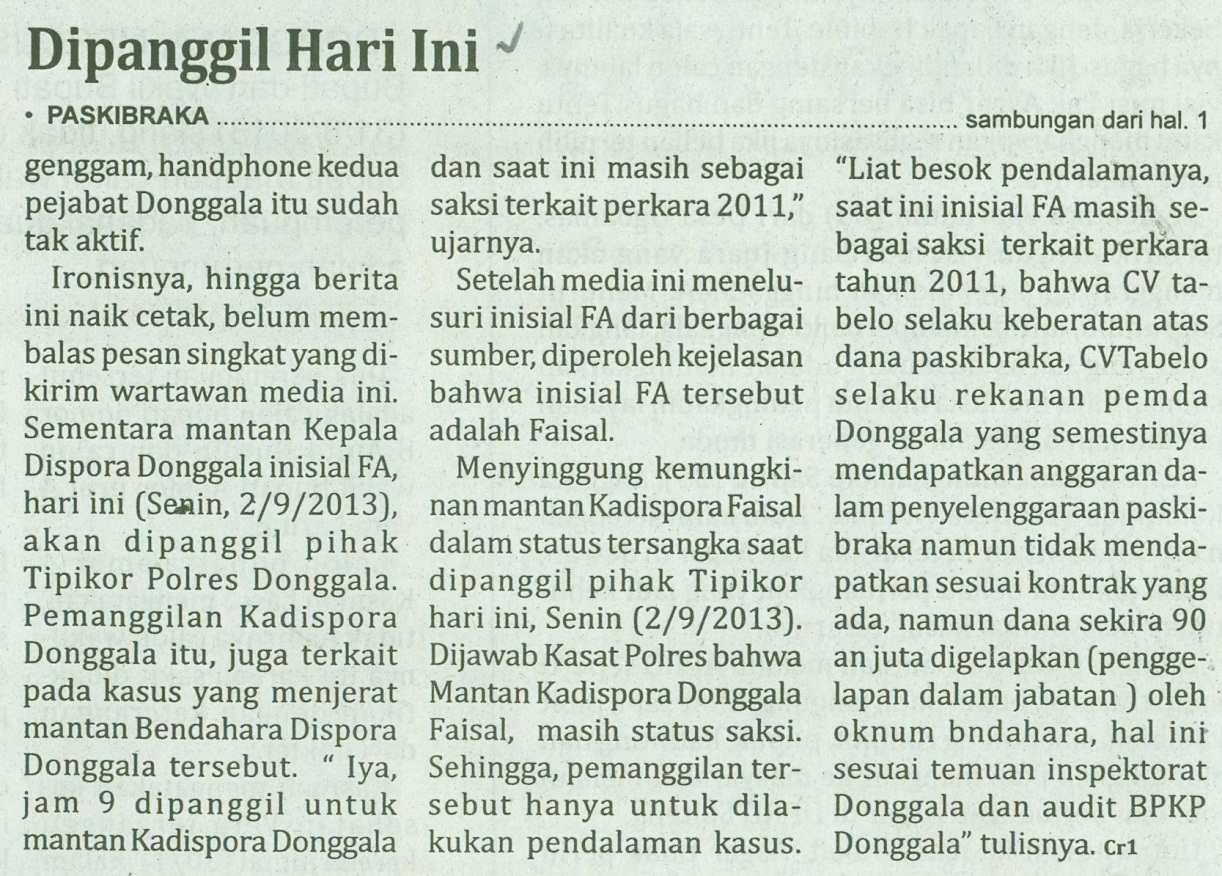 Dipanggil Hari Ini
• PASKIBRAKA ........................................................................................ sambungan dari hal. 1
genggam, handphone kedua
pejabat Donggala itu sudah
tak aktif.
Ironisnya, hingga berita
ini naik cetak, belum mem-
balas pesan singkat yang di-
kirim wartawan media ini.
Sementara mantan Kepala
Dispora Donggala inisial FA,
hari ini (Senin, 2/9/2013),
akan dipanggil pihak
Tipikor Polres Donggala.
Pemanggilan Kadispora
Donggala itu, juga terkait
pada kasus yang menjerat
mantan Bendahara Dispora
Donggala tersebut. “ Iya,
jam 9 dipanggil untuk
mantan Kadispora Donggala
dan saat ini masih sebagai
saksi terkait perkara 2011,”
ujarnya.
Setelah media ini menelu-
suri inisial FA dari berbagai
sumber, diperoleh kejelasan
bahwa inisial FA tersebut
adalah Faisal.
Menyinggung kemungki-
nan mantan Kadispora Faisal
dalam status tersangka saat
dipanggil pihak Tipikor
hari ini, Senin (2/9/2013).
Dijawab Kasat Polres bahwa
Mantan Kadispora Donggala
Faisal, masih status saksi.
Sehingga, pemanggilan ter-
sebut hanya untuk dila-
kukan pendalaman kasus.
“Liat besok pendalamanya,
saat ini inisial FA masih se-
bagai saksi terkait perkara
tahun 2011, bahwa CV ta-
belo selaku keberatan atas
dana paskibraka, CVTabelo
selaku rekanan pemda
Donggala yang semestinya
mendapatkan anggaran da-
lam penyelenggaraan paski-
braka namun tidak menda-
patkan sesuai kontrak yang
ada, namun dana sekira 90
an juta digelapkan (pengge-
lapan dalam jabatan ) oleh
oknum bndahara, hal ini
sesuai temuan inspektorat
Donggala dan audit BPKP
Donggala” tulisnya. Cr1